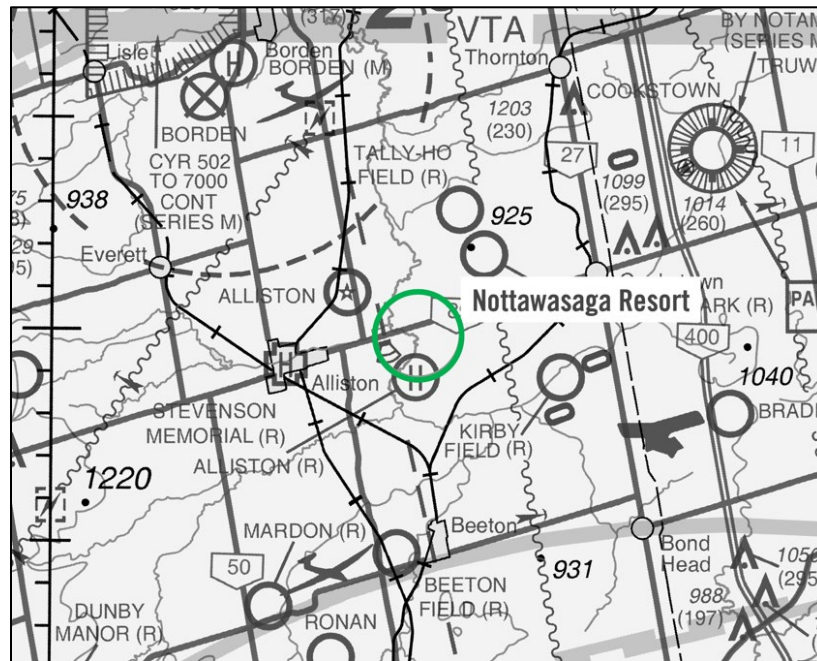 (317)
VTA
BY NOTAM
(SERIES M
TRUW
Lisle
H
Borden
BORDEN (M)
Thornton
1203
(230)
COOKSTOWN
BORDEN
CYR 502
TO 7000
CONT
(SERIES M)
TALLY-HO
FIELD (R)
27
11
1099
(295)
1014
(260)
938
925
Everett
ALLISTON
Nottawasaga Resort
ARK (R)
PA
400
H
Alliston
H
1040
STEVENSON
MEMORIAL (R)
ALLISTON (R)
KIRBY
FIELD (R)
BRADF
1220
MARDON (R)
Beeton
Bond
Head
50
931
BEETON
FIELD (R)
988
(197)
(295
DUNBY
MANOR (R)
RONAN